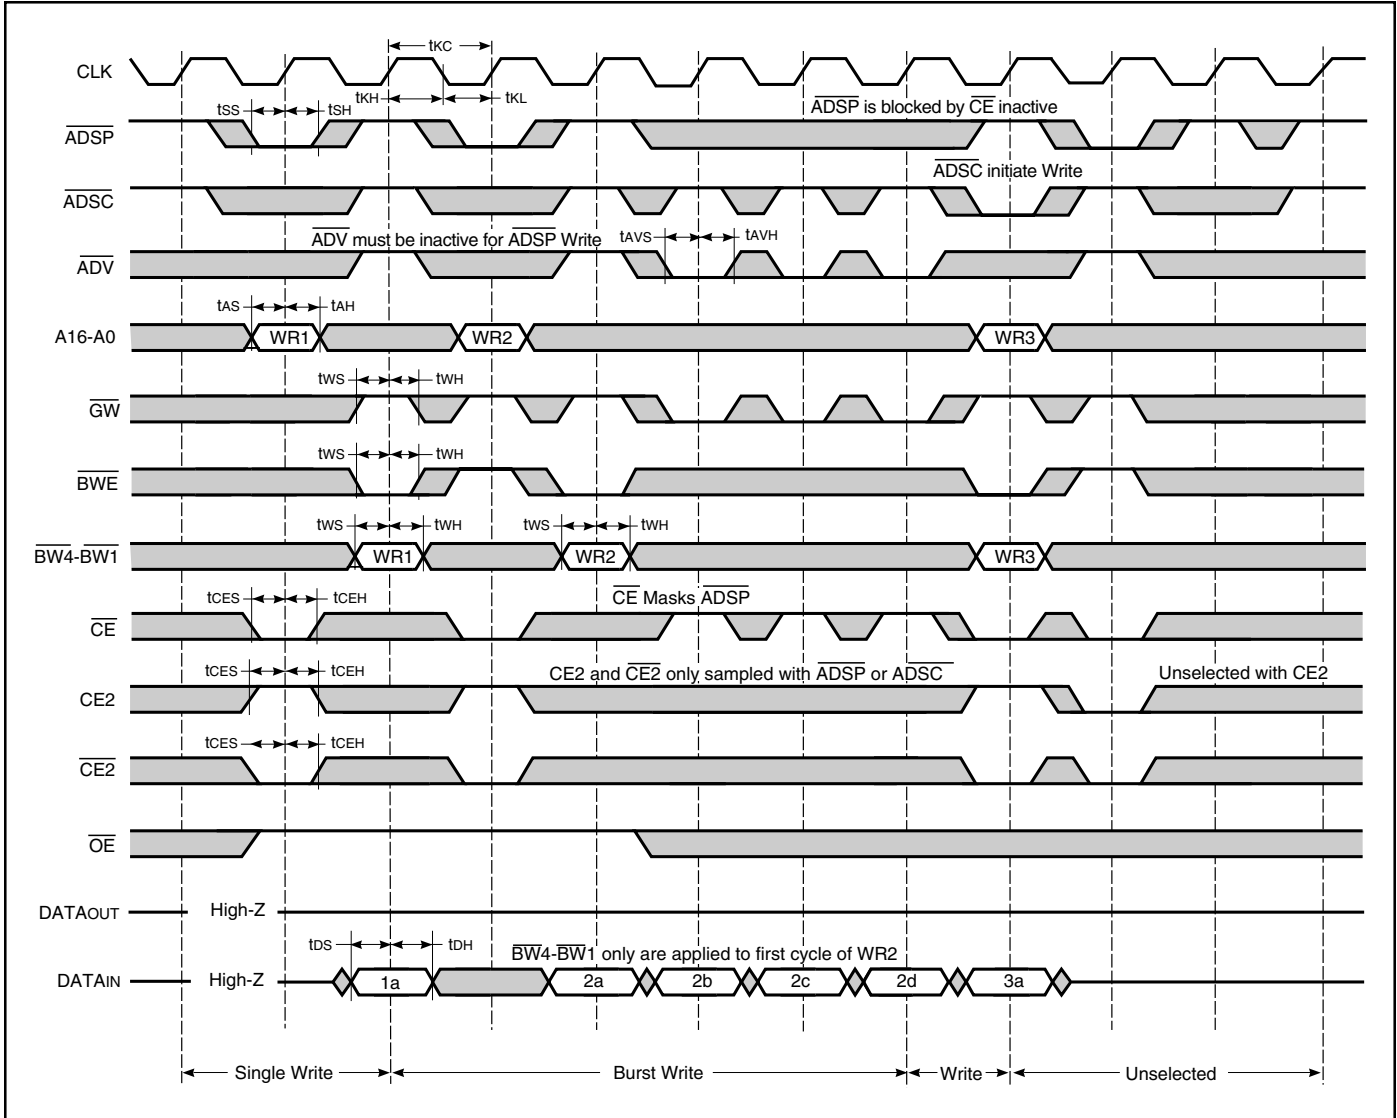 tKC
CLK
tKH
tKL
tSS
tSH
ADSP is blocked by CE inactive
ADSP
ADSC initiate Write
ADSC
ADV must be inactive for ADSP Write
tAVS
tAVH
ADV
tAS
tAH
A16-A0
WR1
WR2
WR3
tWS
tWH
GW
tWS
tWH
BWE
tWS
tWH
tWS
tWH
BW4-BW1
WR1
WR2
WR3
tCES
tCEH
CE Masks ADSP
CE
tCES
tCEH
CE2 and CE2 only sampled with ADSP or ADSC
Unselected with CE2
CE2
tCES
tCEH
CE2
OE
DATAOUT
High-Z
tDS
tDH
BW4-BW1 only are applied to first cycle of WR2
DATAIN
High-Z
1a
2a
2b
2c
2d
3a
Single Write
Burst Write
Write
Unselected